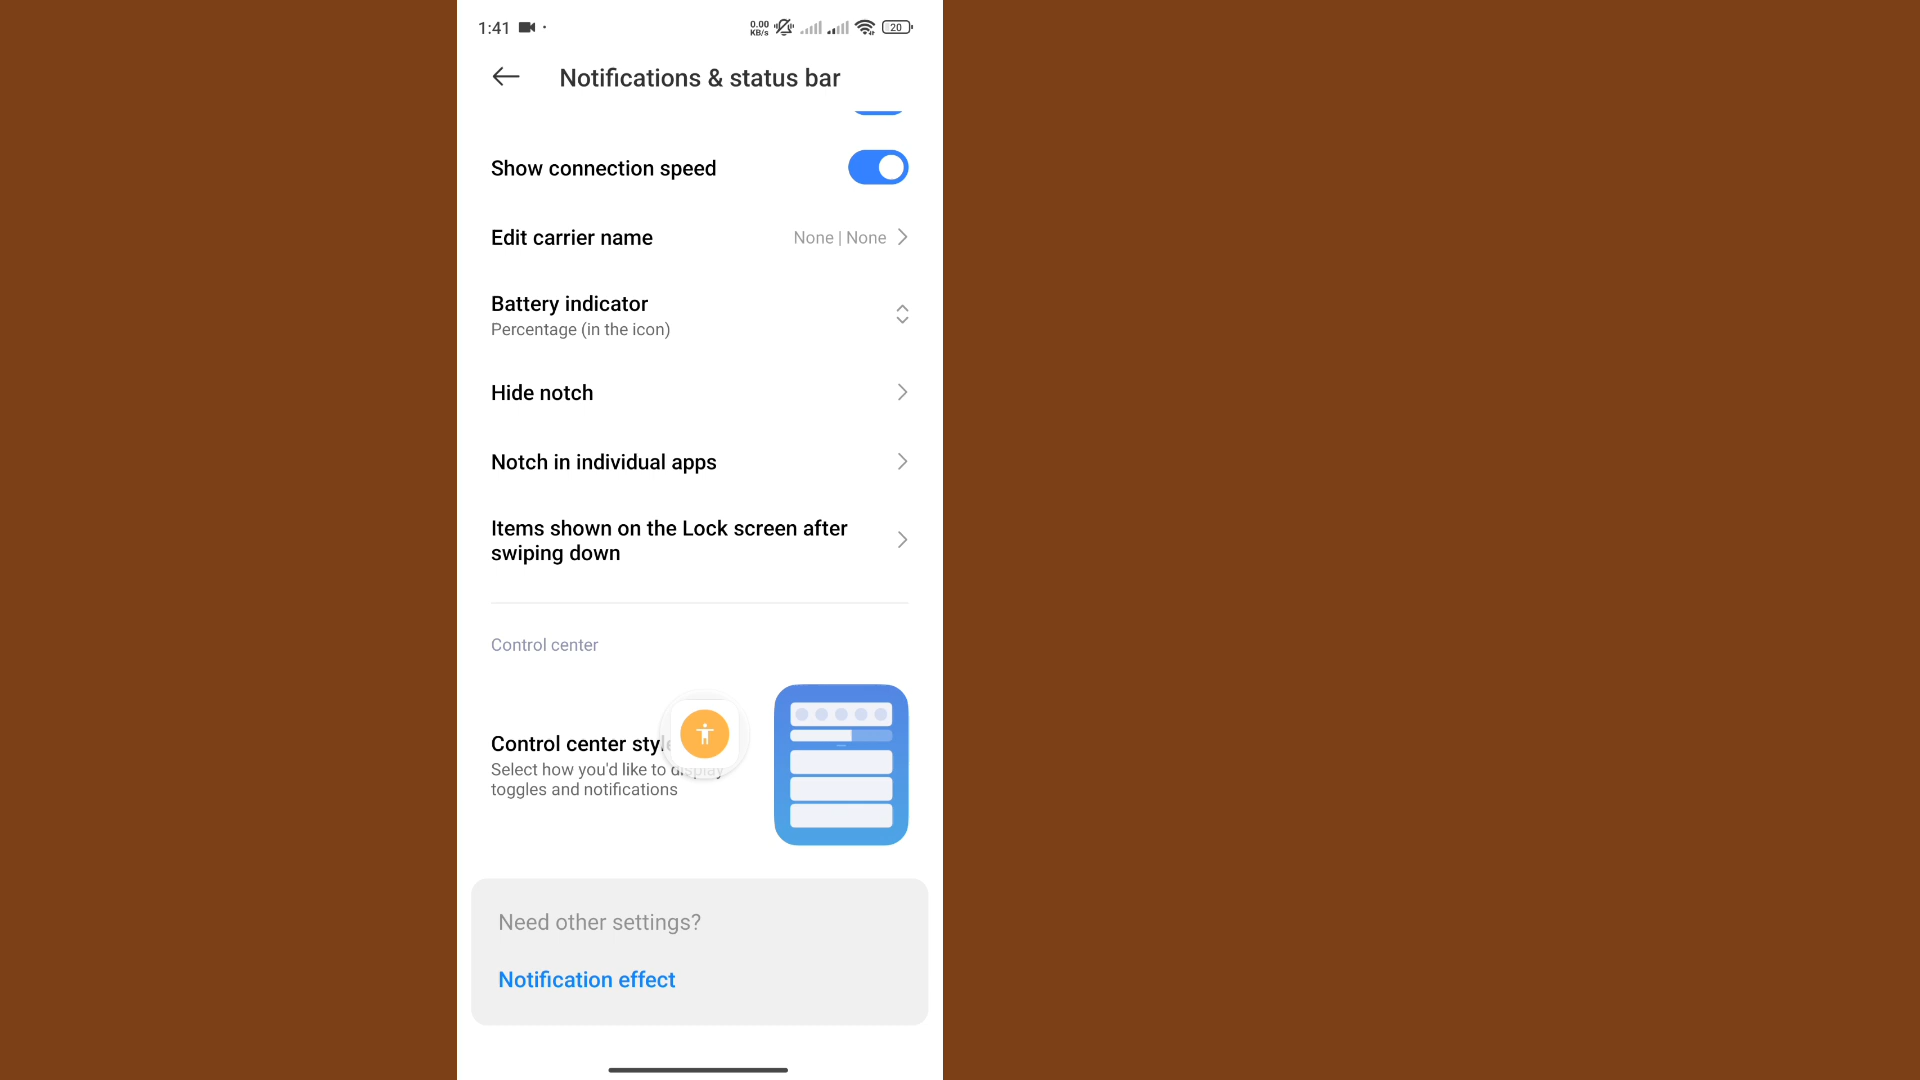 1:41
0.00
KB/s
20
Notifications & status bar
Show connection speed
Edit carrier name
None | None
Battery indicator
Percentage (in the icon)
Hide notch
Notch in individual apps
Items shown on the Lock screen after
swiping down
Control center
Control center style
Select how you'd like to display
toggles and notifications
Need other settings?
Notification effect